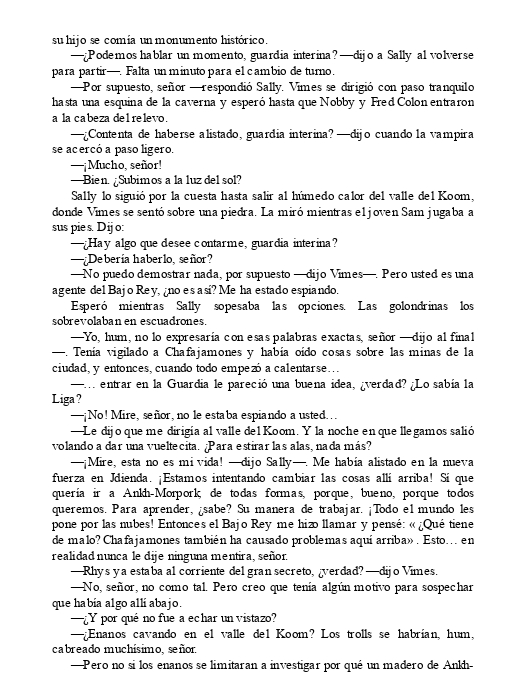 su hijo se comía un monumento histórico.
—¿Podemos hablar un momento, guardia interina? —dijo a Sally al volverse
para partir—. Falta un minuto para el cambio de turno.
—Por supuesto, señor —respondió Sally. Vimes se dirigió con paso tranquilo
hasta una esquina de la caverna y esperó hasta que Nobby y Fred Colon entraron
a la cabeza del relevo.
—¿Contenta de haberse alistado, guardia interina? —dijo cuando la vampira
se acercó a paso ligero.
—¡Mucho, señor!
—Bien. ¿Subimos a la luz del sol?
Sally lo siguió por la cuesta hasta salir al húmedo calor del valle del Koom,
donde Vimes se sentó sobre una piedra. La miró mientras el joven Sam jugaba a
sus pies. Dijo:
—¿Hay algo que desee contarme, guardia interina?
—¿Debería haberlo, señor?
—No puedo demostrar nada, por supuesto —dijo Vimes—. Pero usted es una
agente del Bajo Rey, ¿no es así? Me ha estado espiando.
Esperó mientras Sally sopesaba las opciones. Las golondrinas los
sobrevolaban en escuadrones.
—Yo, hum, no lo expresaría con esas palabras exactas, señor —dijo al final
—. Tenía vigilado a Chafajamones y había oído cosas sobre las minas de la
ciudad, y entonces, cuando todo empezó a calentarse…
—… entrar en la Guardia le pareció una buena idea, ¿verdad? ¿Lo sabía la
Liga?
—¡No! Mire, señor, no le estaba espiando a usted…
—Le dijo que me dirigía al valle del Koom. Y la noche en que llegamos salió
volando a dar una vueltecita. ¿Para estirar las alas, nada más?
—¡Mire, esta no es mi vida! —dijo Sally—. Me había alistado en la nueva
fuerza en Jdienda. ¡Estamos intentando cambiar las cosas allí arriba! Sí que
quería ir a Ankh-Morpork, de todas formas, porque, bueno, porque todos
queremos. Para aprender, ¿sabe? Su manera de trabajar. ¡Todo el mundo les
pone por las nubes! Entonces el Bajo Rey me hizo llamar y pensé: «¿Qué tiene
de malo? Chafajamones también ha causado problemas aquí arriba». Esto… en
realidad nunca le dije ninguna mentira, señor.
—Rhys ya estaba al corriente del gran secreto, ¿verdad? —dijo Vimes.
—No, señor, no como tal. Pero creo que tenía algún motivo para sospechar
que había algo allí abajo.
—¿Y por qué no fue a echar un vistazo?
—¿Enanos cavando en el valle del Koom? Los trolls se habrían, hum,
cabreado muchísimo, señor.
—Pero no si los enanos se limitaran a investigar por qué un madero de Ankh-